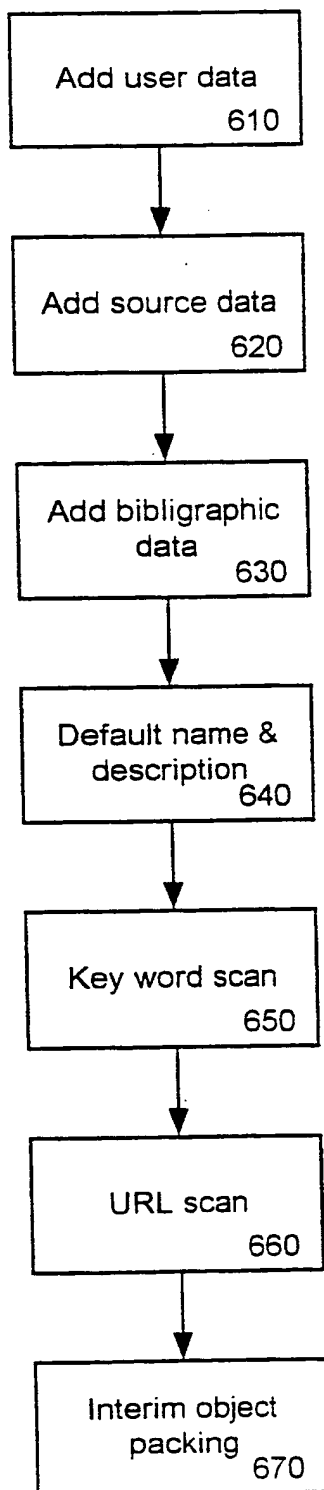 Add user data
610
Add source data
620
Add bibligraphic
data
630
Default name &
description
640
Key word scan
650
URL scan
660
Interim object
packing
670